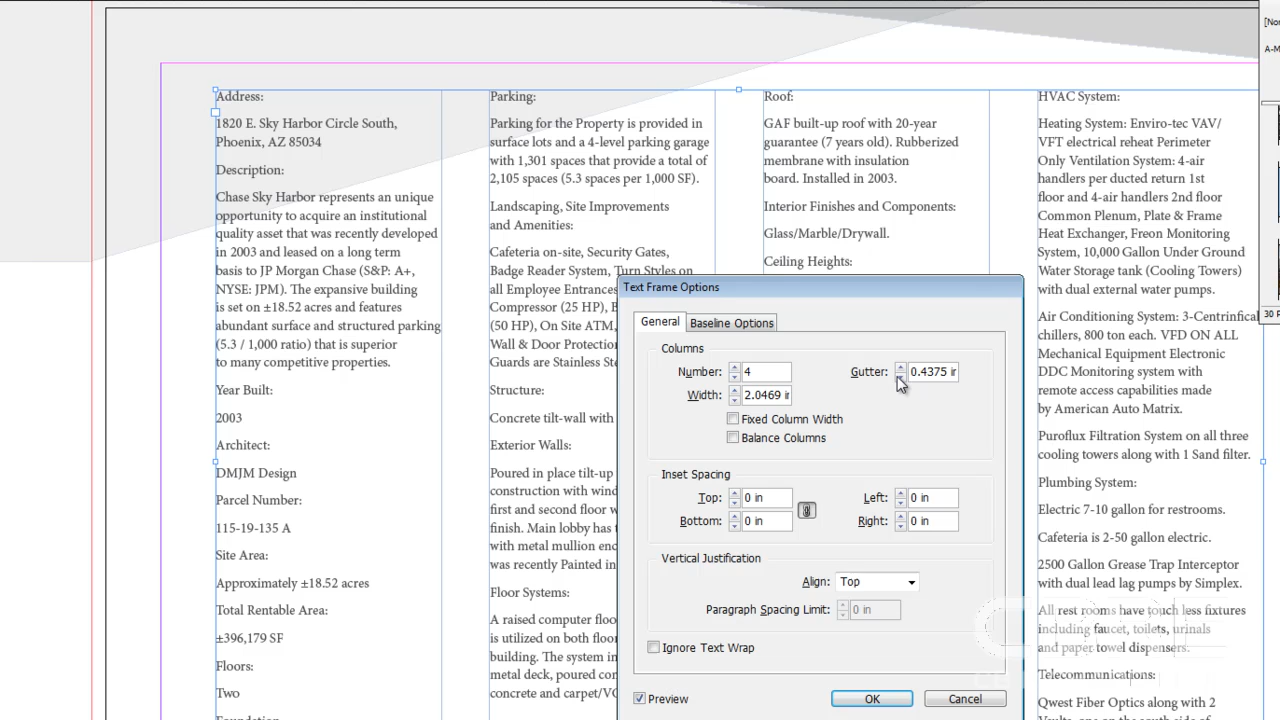 Address:
1820 E. Sky Harbor Circle South,
Phoenix, AZ 85034
Description:
Chase Sky Harbor represents an unique
opportunity to acquire an institutional
quality asset that was recently developed
in 2003 and leased on a long term
basis to JP Morgan Chase (S&P: A+,
NYSE: JPM). The expansive building
is set on ±18.52 acres and features
abundant surface and structured parking
(5.3 / 1,000 ratio) that is superior
to many competitive properties.
Year Built:
2003
Architect:
DMJM Design
Parcel Number:
115-19-135 A
Site Area:
Approximately ±18.52 acres
Total Rentable Area:
±396,179 SF
Floors:
Two
Parking:
Parking for the Property is provided in
surface lots and a 4-level parking garage
with 1,301 spaces that provide a total of
2,105 spaces (5.3 spaces per 1,000 SF).
Landscaping, Site Improvements
and Amenities:
Cafeteria on-site, Security Gates,
Badge Reader System, Turn Styles on
all Employee Entrances
Compressor (25 HP),
(50 HP), On Site ATM,
Wall & Door Protection
Guards are Stainless
Structure:
Concrete tilt-wall with
Exterior Walls:
Poured in place tilt-up
construction with
first and second floor
finish. Main lobby has
with metal mullion
was recently Painted in
Floor Systems:
A raised computer
is utilized on both
building. The system
metal deck, poured
concrete and
Roof:
GAF built-up roof with 20-year
guarantee (7 years old). Rubberized
membrane with insulation
board. Installed in 2003.
Interior Finishes and Components:
Glass/Marble/Drywall.
Ceiling Heights:
HVAC System:
Heating System: Enviro-tec VAV/
VFT electrical reheat Perimeter
Only Ventilation System: 4-air
handlers per ducted return 1st
floor and 4-air handlers 2nd floor
Common Plenum, Plate & Frame
Heat Exchanger, Freon Monitoring
System, 10,000 Gallon Under Ground
Water Storage tank (Cooling Towers)
with dual external water pumps.
Air Conditioning System: 3-Centrinfical
chillers, 800 ton each. VFD ON ALL
Mechanical Equipment Electronic
DDC Monitoring system with
remote access capabilities made
by American Auto Matrix.
Puroflux Filtration System on all three
cooling towers along with 1 Sand filter.
Plumbing System:
Electric 7-10 gallon for restrooms.
Cafeteria is 2-50 gallon electric.
2500 Gallon Grease Trap Interceptor
with dual lead lag pumps by Simplex.
All rest rooms have touch less fixtures
including faucet, toilets, urinals
and paper towel dispensers.
Telecommunications:
Qwest Fiber Optics along with 2
Text Frame Options
General Baseline Options
Columns
Number: 4 Gutter: 0.4375 in
Width: 2.0469 in
Fixed Column Width
Balance Columns
Inset Spacing
Top: 0 in Left: 0 in
Bottom: 0 in Right: 0 in
Vertical Justification
Align: Top
Paragraph Spacing Limit: 0 in
Ignore Text Wrap
Preview OK Cancel